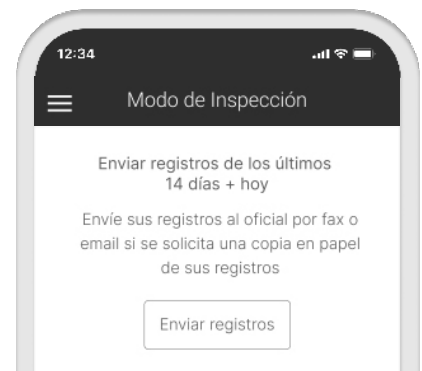 12:34
Modo de Inspección
Enviar registros de los últimos
14 días + hoy
Envíe sus registros al oficial por fax o
email si se solicita una copia en papel
de sus registros
Enviar registros